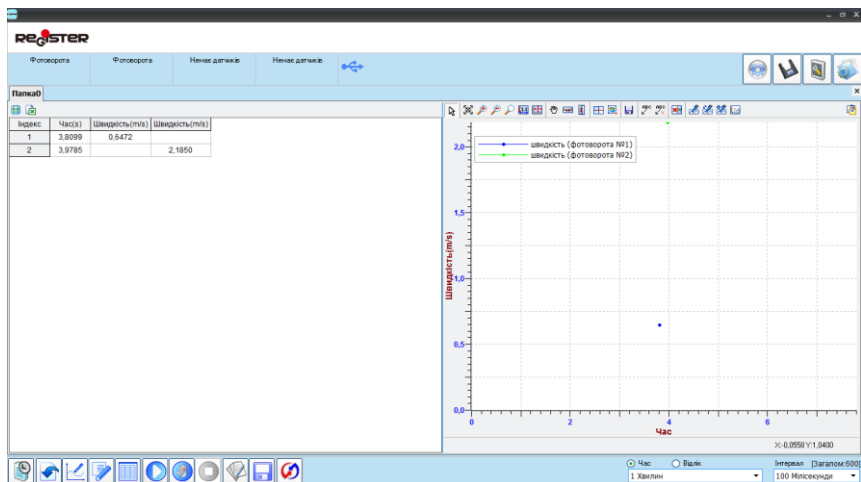 RegISTER
Фотоворота Фотоворота Немає датчиків Немає датчиків
Папка0
Індекс Час(s) Швидкість(m/s) Швидкість(m/s)
1 3,8099 0,6472
2 3,9785 2,1850
швидкість (фотоворота №1)
швидкість (фотоворота №2)
2,0
1,5
1,0
0,5
0,0
Швидкість(m/s)
0 2 4 6
Час
X:-0,0558 Y:1,0400
Час Відлік Інтервал [Загалом:600]
1 Хвилин 100 Мілісекунди